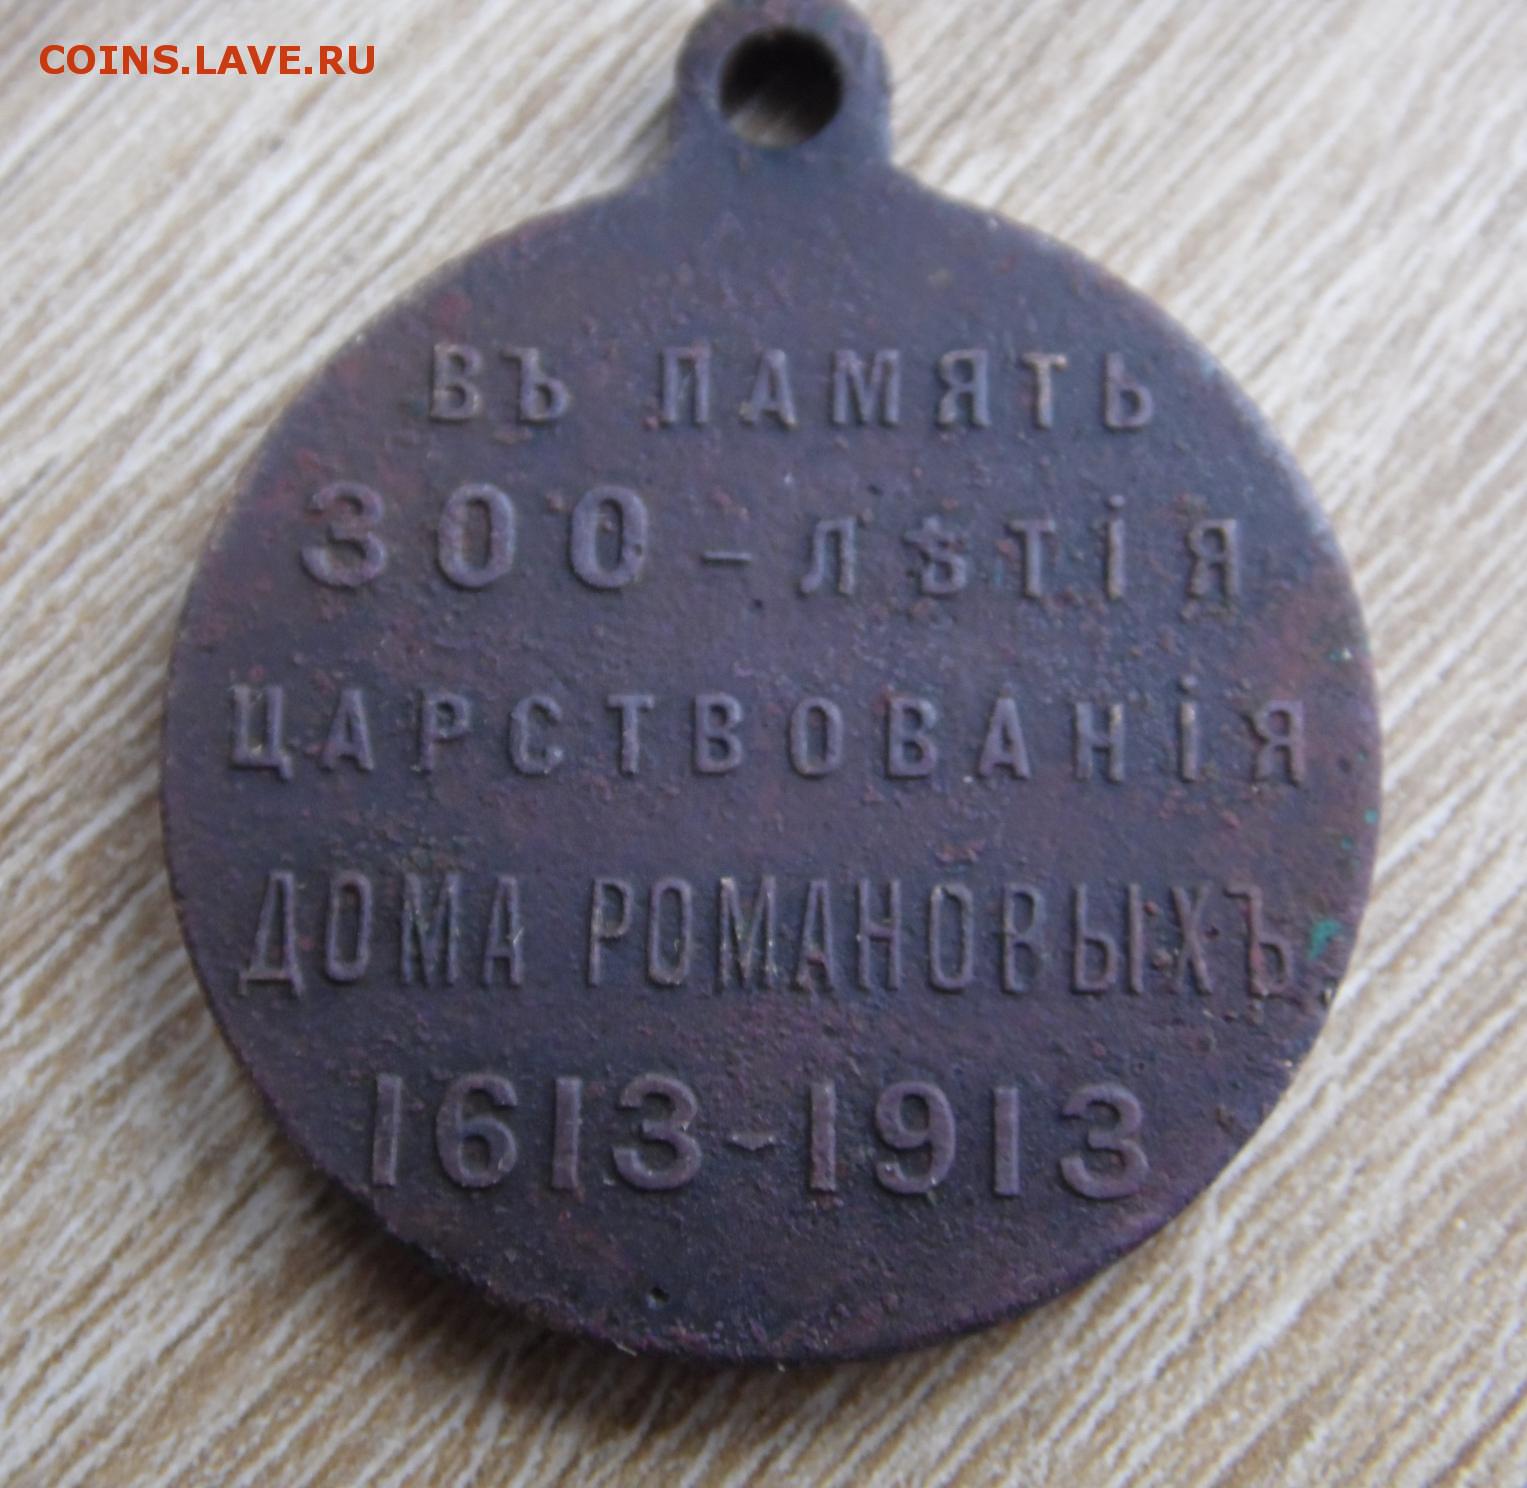 COINS.LAVE.RU
ВЪ ПАМЯТЬ
300-ЛѢТІЯ
ЦАРСТВОВАНІЯ
ДОМА РОМАНОВЫХЪ
1613-1913